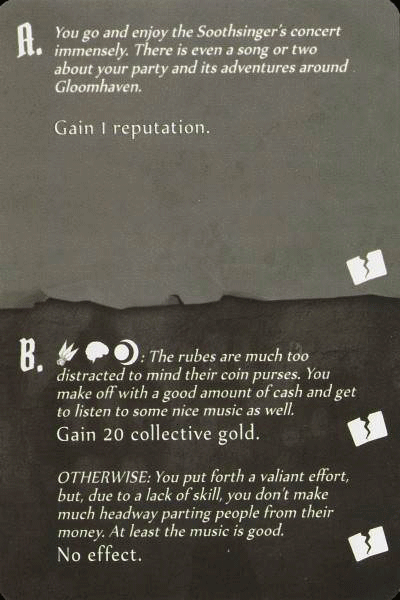 A. You go and enjoy the Soothsinger's concert
immensely. There is even a song or two
about your party and its adventures around
Gloomhaven.
Gain 1 reputation.
B. : The rubes are much too
distracted to mind their coin purses. You
make off with a good amount of cash and get
to listen to some nice music as well.
Gain 20 collective gold.
OTHERWISE: You put forth a valiant effort,
but, due to a lack of skill, you don't make
much headway parting people from their
money. At least the music is good.
No effect.